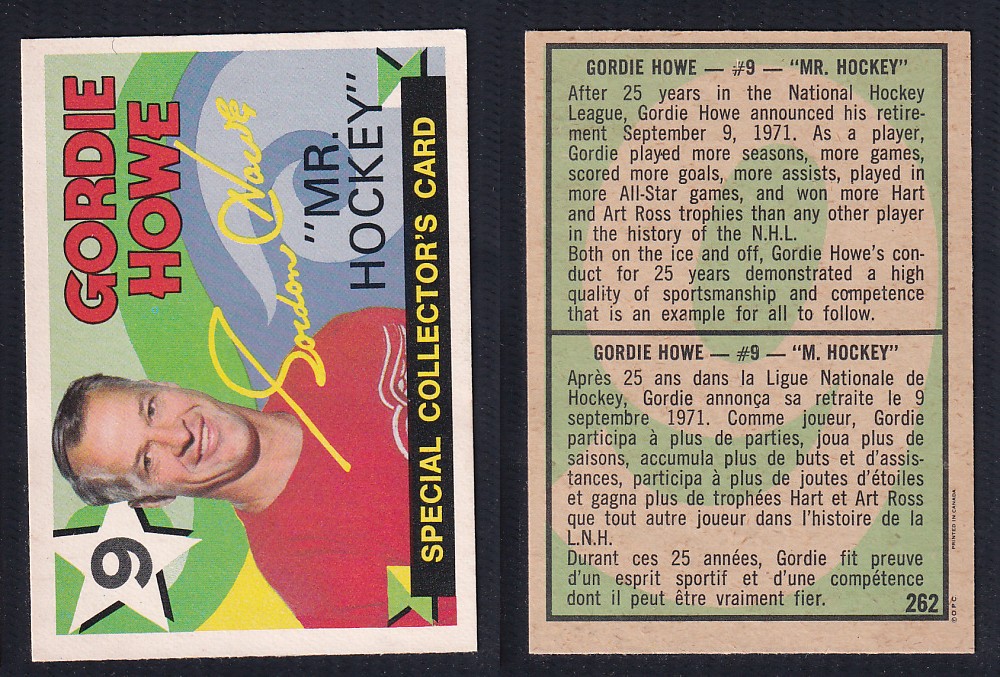 GORDIE
HOWE
Gordon Howe
"MR.
HOCKEY"
SPECIAL COLLECTOR'S CARD
9
GORDIE HOWE — #9 — "MR. HOCKEY"
After 25 years in the National Hockey
League, Gordie Howe announced his retire-
ment September 9, 1971. As a player,
Gordie played more seasons, more games,
scored more goals, more assists, played in
more All-Star games, and won more Hart
and Art Ross trophies than any other player
in the history of the N.H.L.
Both on the ice and off, Gordie Howe's con-
duct for 25 years demonstrated a high
quality of sportsmanship and competence
that is an example for all to follow.
GORDIE HOWE — #9 — "M. HOCKEY"
Après 25 ans dans la Ligue Nationale de
Hockey, Gordie annonça sa retraite le 9
septembre 1971. Comme joueur, Gordie
participa à plus de parties, joua plus de
saisons, accumula plus de buts et d'assis-
tances, participa à plus de joutes d'étoiles
et gagna plus de trophées Hart et Art Ross
que tout autre joueur dans l'histoire de la
L.N.H.
Durant ces 25 années, Gordie fit preuve
d'un esprit sportif et d'une compétence
dont il peut être vraiment fier.
262
©O.P.C. PRINTED IN CANADA